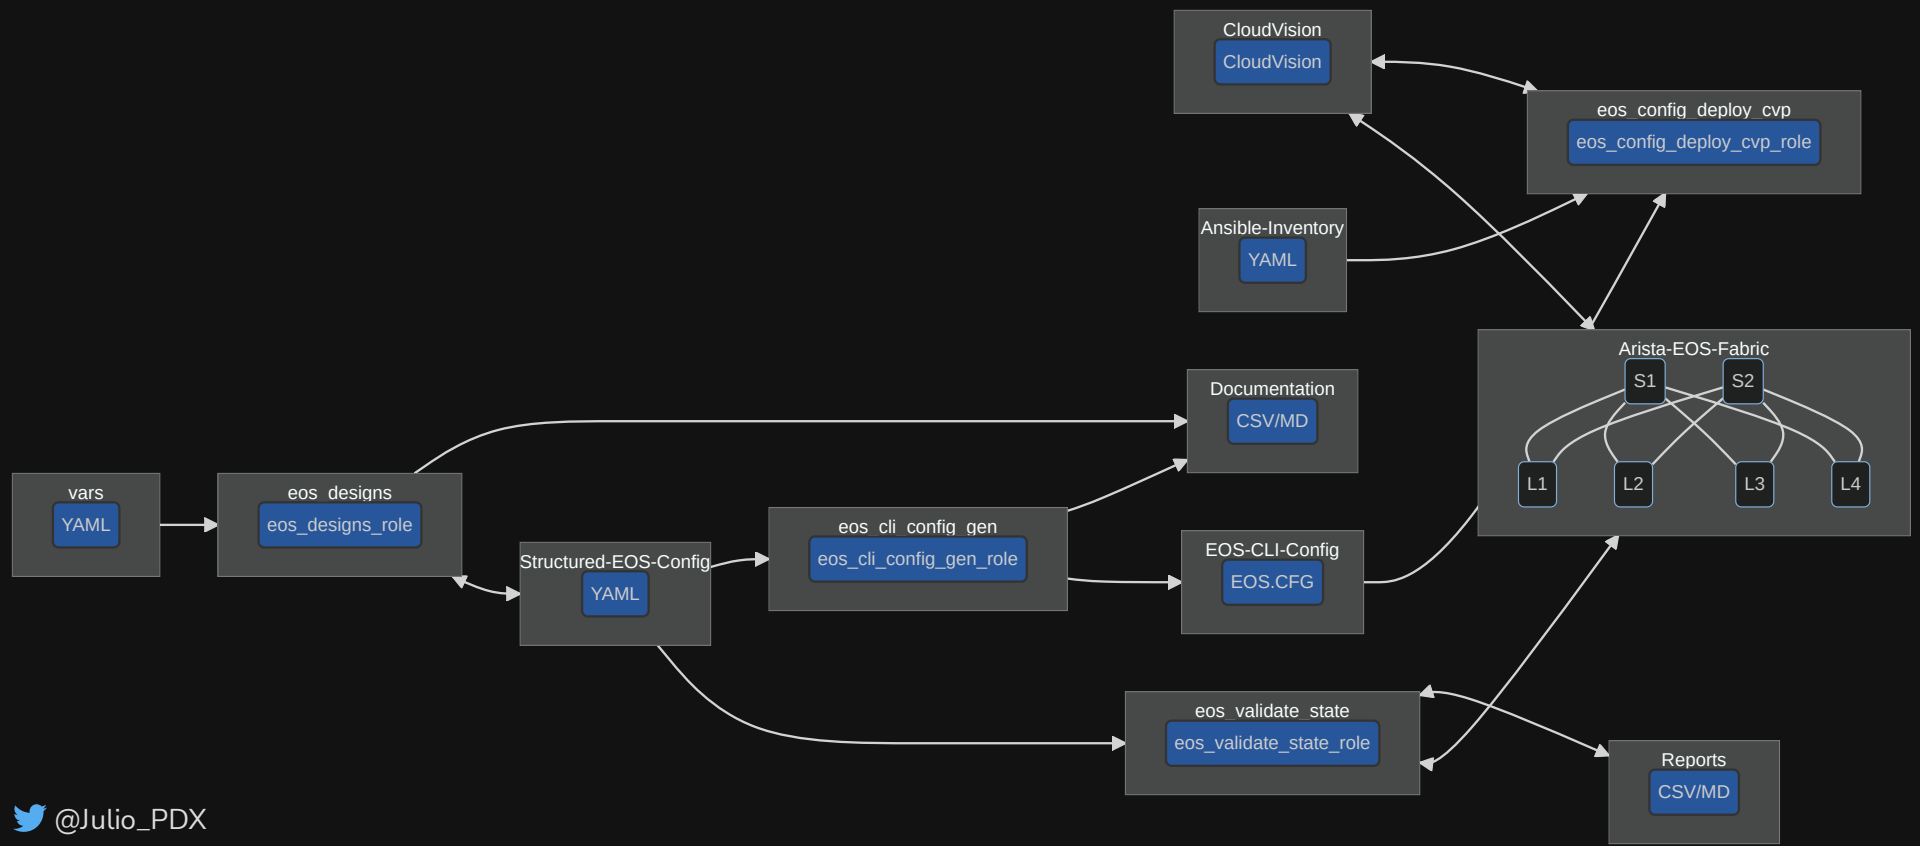 CloudVision
CloudVision
eos_config_deploy_cvp
eos_config_deploy_cvp_role
Ansible-Inventory
YAML
Arista-EOS-Fabric
S1
S2
L1
L2
L3
L4
Documentation
CSV/MD
vars
YAML
eos_designs
eos_designs_role
Structured-EOS-Config
YAML
eos_cli_config_gen
eos_cli_config_gen_role
EOS-CLI-Config
EOS.CFG
eos_validate_state
eos_validate_state_role
Reports
CSV/MD
@Julio_PDX